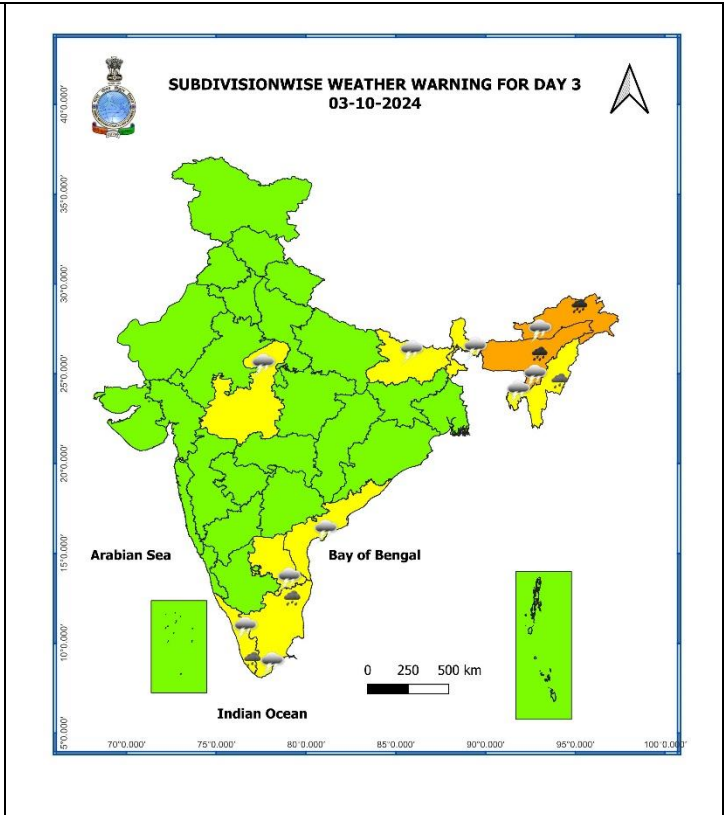 SUBDIVISIONWISE WEATHER WARNING FOR DAY 3
03-10-2024
40°0.000'
35°0.000'
30°0.000'
25°0.000'
20°0.000'
15°0.000'
10°0.000'
5°0.000'
Arabian Sea
Bay of Bengal
0 250 500 km
Indian Ocean
70°0.000' 75°0.000' 80°0.000' 85°0.000' 90°0.000' 95°0.000' 100°0.000'